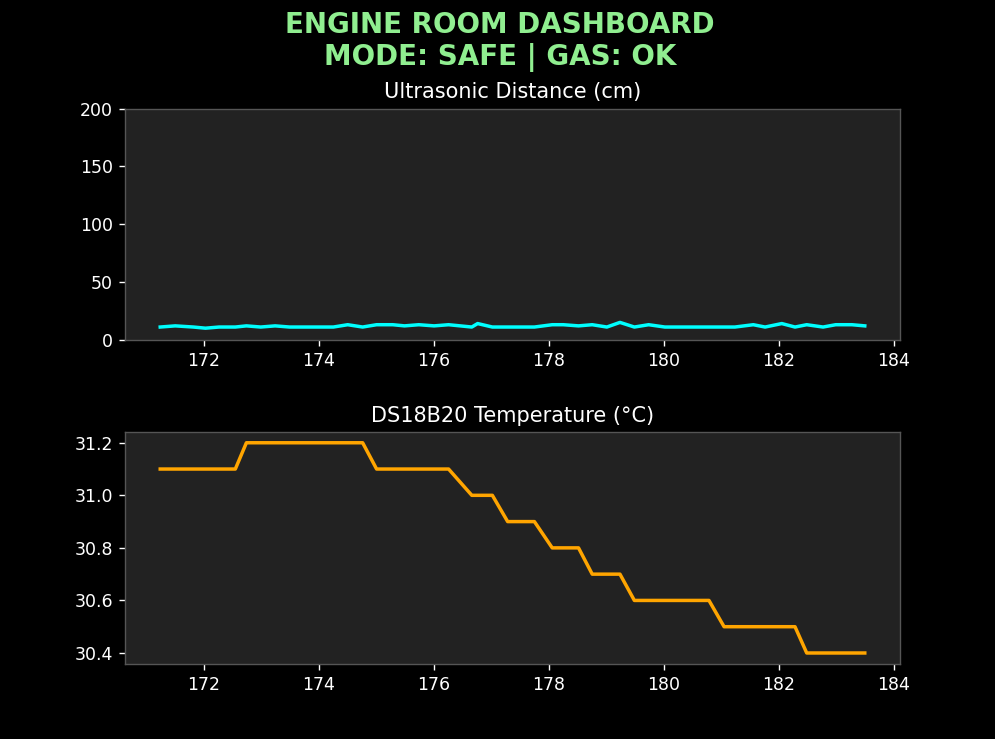 ENGINE ROOM DASHBOARD
MODE: SAFE | GAS: OK
Ultrasonic Distance (cm)
200
150
100
50
0
172 174 176 178 180 182 184
DS18B20 Temperature (°C)
31.2
31.0
30.8
30.6
30.4
172 174 176 178 180 182 184